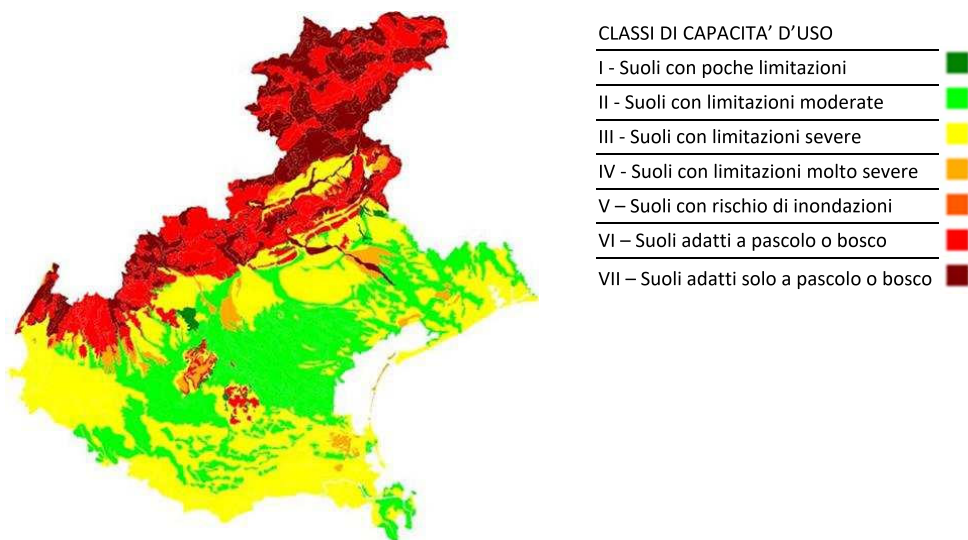 CLASSI DI CAPACITA’ D’USO
I - Suoli con poche limitazioni
II - Suoli con limitazioni moderate
III - Suoli con limitazioni severe
IV - Suoli con limitazioni molto severe
V – Suoli con rischio di inondazioni
VI – Suoli adatti a pascolo o bosco
VII – Suoli adatti solo a pascolo o bosco